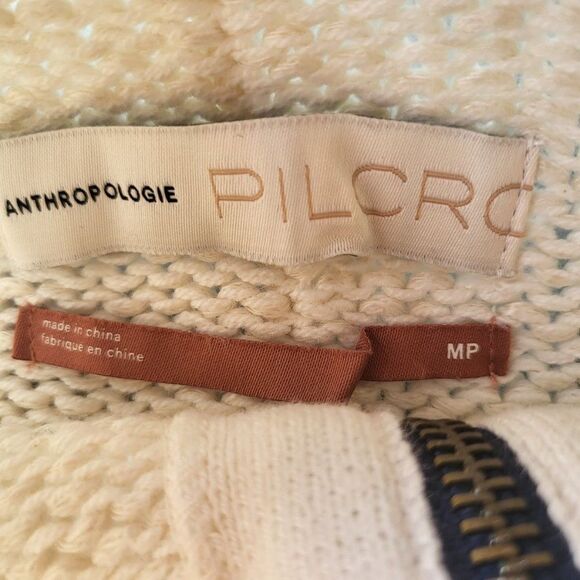 ANTHROPOLOGIE PILCRO
made in china
fabriqué en chine
MP